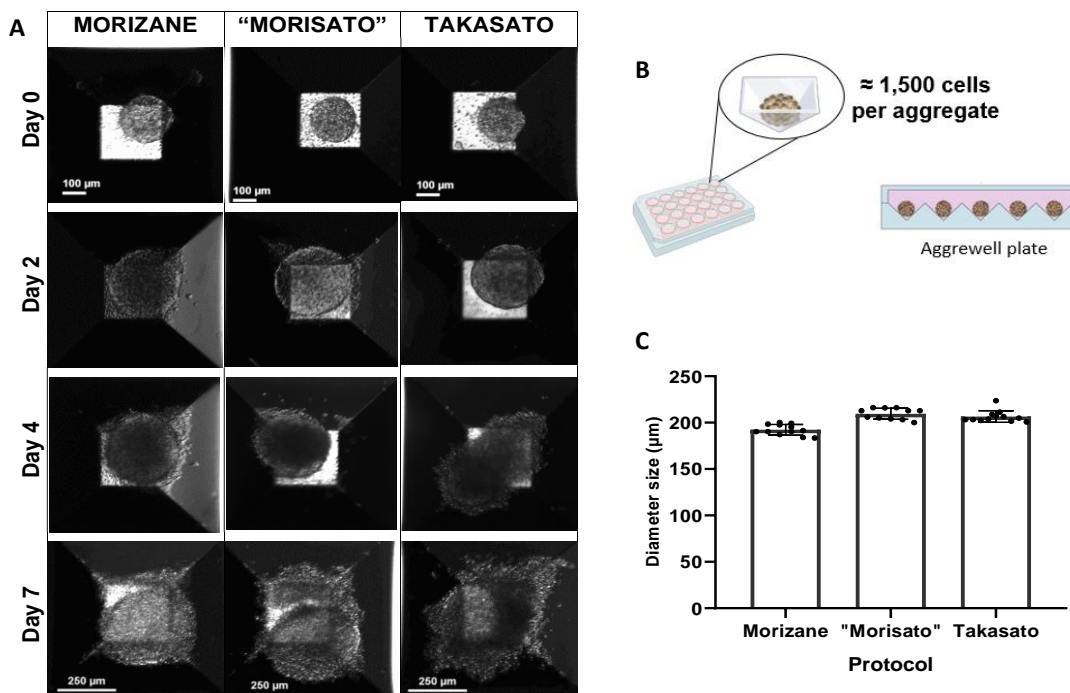 A
MORIZANE
“MORISATO”
TAKASATO
Day 0
100 µm
100 µm
100 µm
Day 2
Day 4
Day 7
250 µm
250 µm
250 µm
B
≈ 1,500 cells
per aggregate
Aggrewell plate
C
Diameter size (µm)
250
200
150
100
50
0
Morizane
"Morisato"
Takasato
Protocol